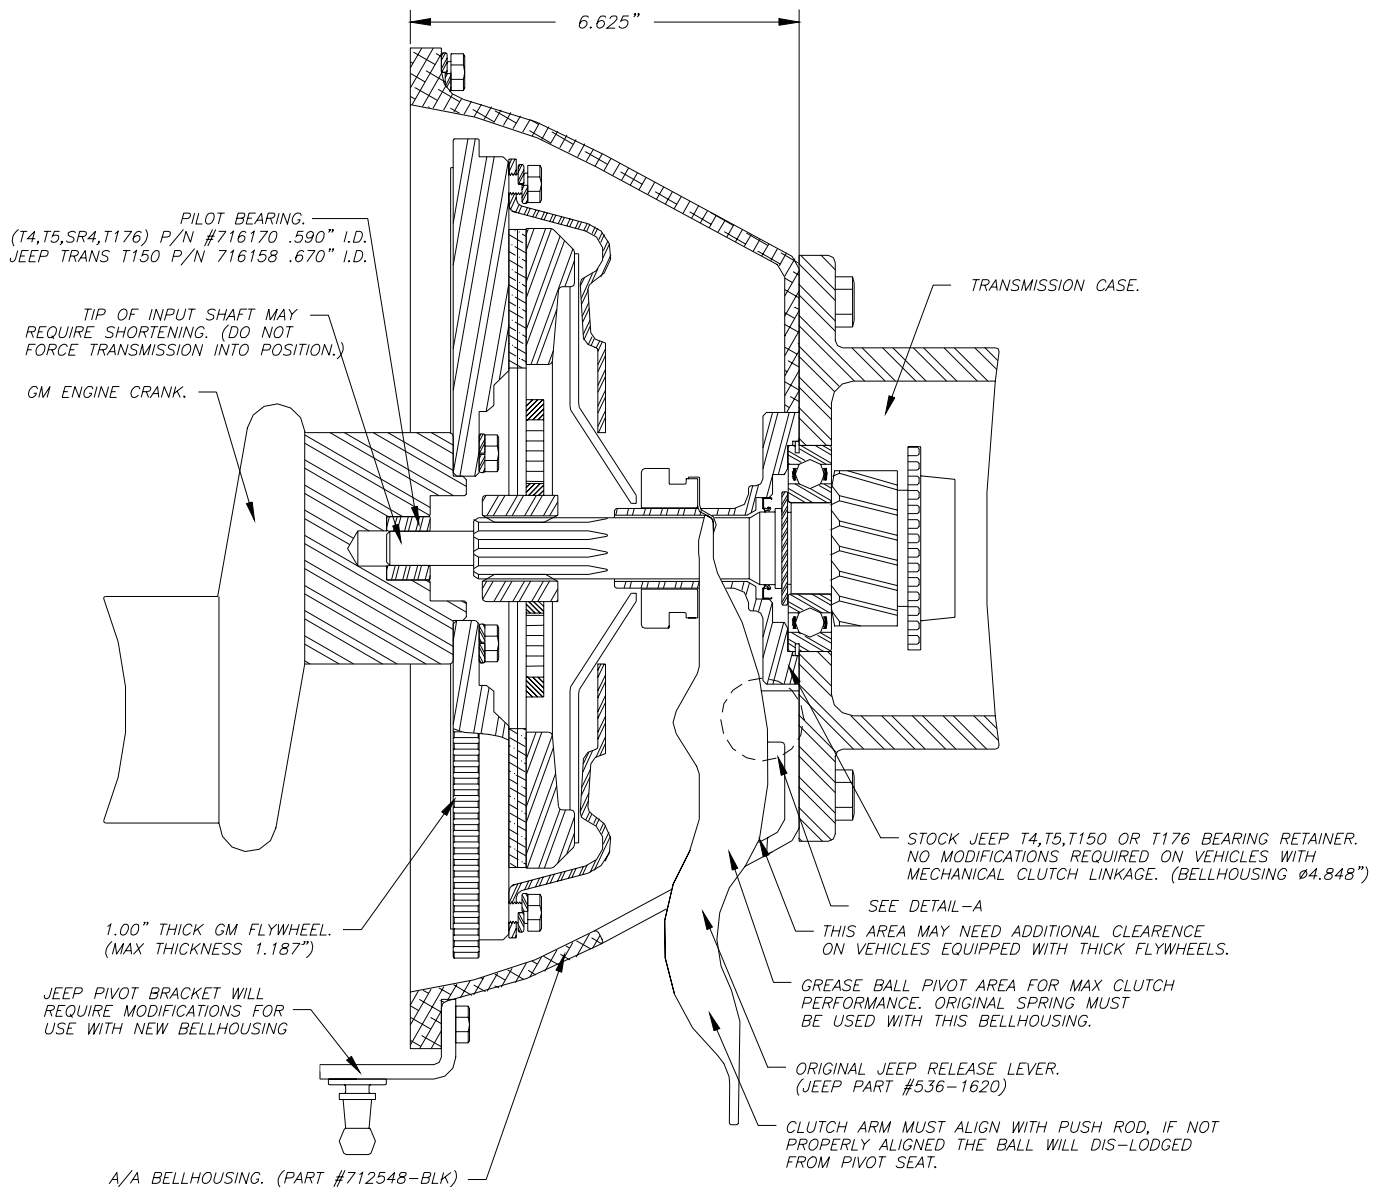 6.625"
PILOT BEARING.
(T4,T5,SR4,T176) P/N #716170 .590" I.D.
JEEP TRANS T150 P/N 716158 .670" I.D.
TIP OF INPUT SHAFT MAY
REQUIRE SHORTENING. (DO NOT
FORCE TRANSMISSION INTO POSITION.)
GM ENGINE CRANK.
TRANSMISSION CASE.
STOCK JEEP T4,T5,T150 OR T176 BEARING RETAINER.
NO MODIFICATIONS REQUIRED ON VEHICLES WITH
MECHANICAL CLUTCH LINKAGE. (BELLHOUSING ø4.848")
SEE DETAIL-A
THIS AREA MAY NEED ADDITIONAL CLEARENCE
ON VEHICLES EQUIPPED WITH THICK FLYWHEELS.
1.00" THICK GM FLYWHEEL.
(MAX THICKNESS 1.187")
GREASE BALL PIVOT AREA FOR MAX CLUTCH
PERFORMANCE. ORIGINAL SPRING MUST
BE USED WITH THIS BELLHOUSING.
JEEP PIVOT BRACKET WILL
REQUIRE MODIFICATIONS FOR
USE WITH NEW BELLHOUSING
ORIGINAL JEEP RELEASE LEVER.
(JEEP PART #536-1620)
CLUTCH ARM MUST ALIGN WITH PUSH ROD, IF NOT
PROPERLY ALIGNED THE BALL WILL DIS-LODGED
FROM PIVOT SEAT.
A/A BELLHOUSING. (PART #712548-BLK)